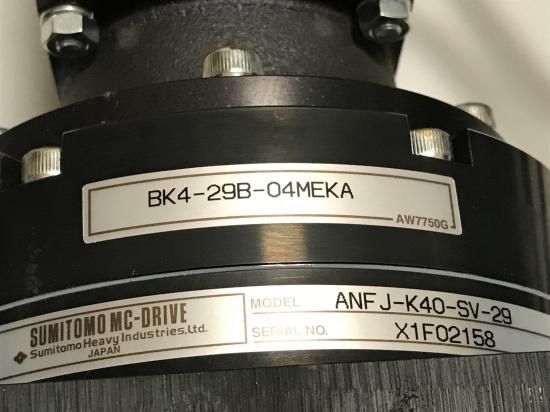 BK4-29B-04MEKA
AW7750G
SUMITOMO MC-DRIVE
Sumitomo Heavy Industries, Ltd.
JAPAN
MODEL ANFJ-K40-SV-29
SERIAL NO. X1F02158